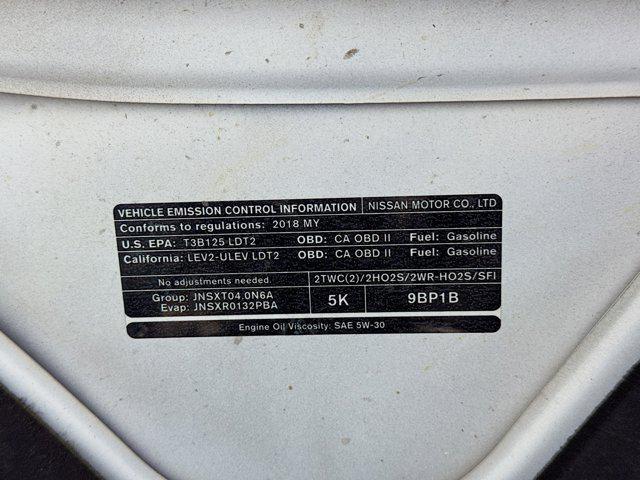 VEHICLE EMISSION CONTROL INFORMATION NISSAN MOTOR CO., LTD
Conforms to regulations: 2018 MY
U.S. EPA: T3B125 LDT2 OBD: CA OBD II Fuel: Gasoline
California: LEV2-ULEV LDT2 OBD: CA OBD II Fuel: Gasoline
No adjustments needed. 2TWC(2)/2HO2S/2WR-HO2S/SFI
Group: JNSXT04.0N6A 5K 9BP1B
Evap: JNSXR0132PBA
Engine Oil Viscosity: SAE 5W-30